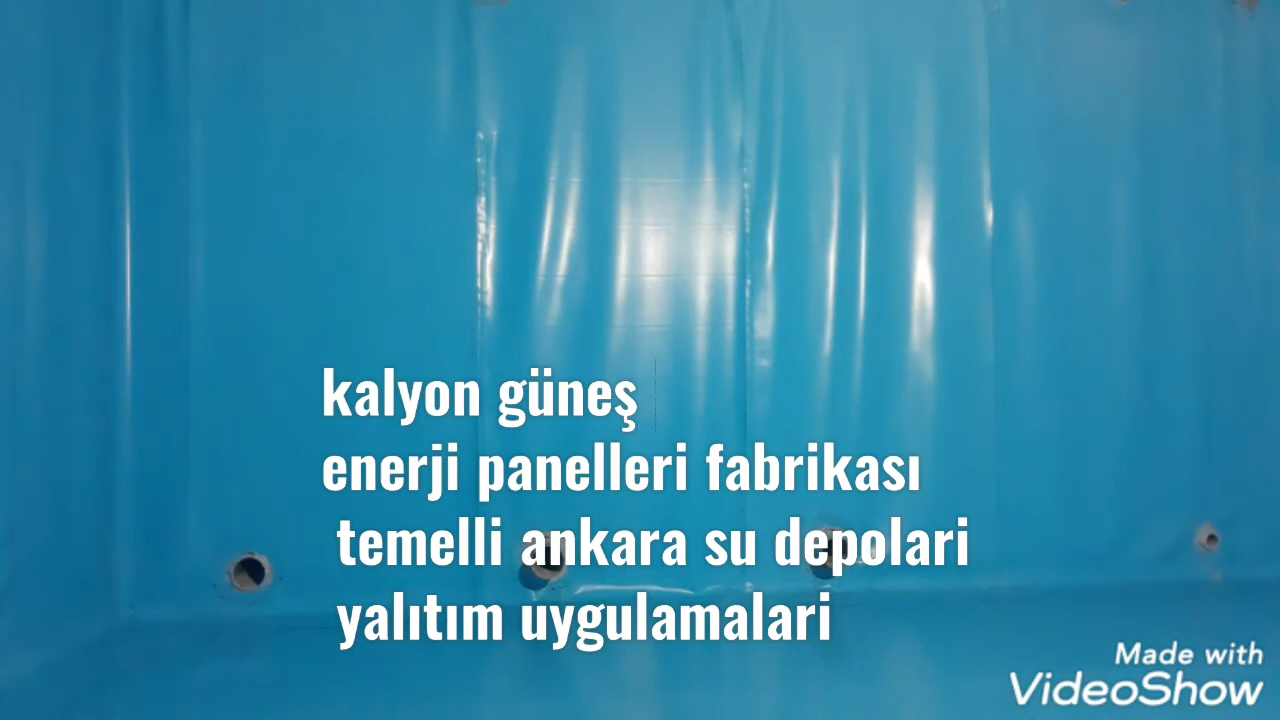 kalyon güneş
enerji panelleri fabrikası
temelli ankara su depolari
yalıtım uygulamalari
Made with
VideoShow